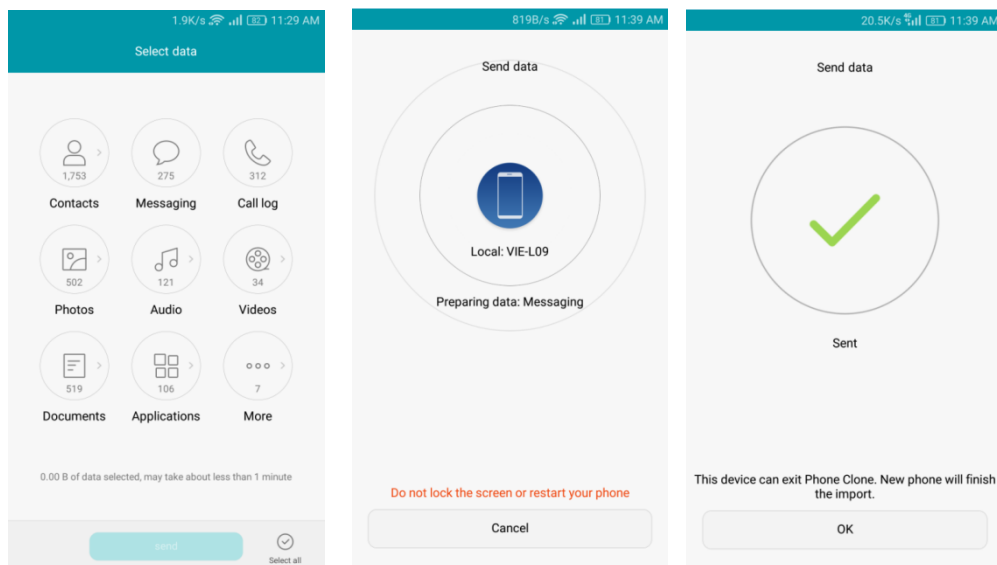 1.9K/s 82 11:29 AM
Select data
1,753 275 312
Contacts Messaging Call log
502 121 34
Photos Audio Videos
519 106 7
Documents Applications More
0.00 B of data selected, may take about less than 1 minute
send
Select all
819B/s 81 11:39 AM
Send data
Local: VIE-L09
Preparing data: Messaging
Do not lock the screen or restart your phone
Cancel
20.5K/s 4G 81 11:39 AM
Send data
Sent
This device can exit Phone Clone. New phone will finish
the import.
OK